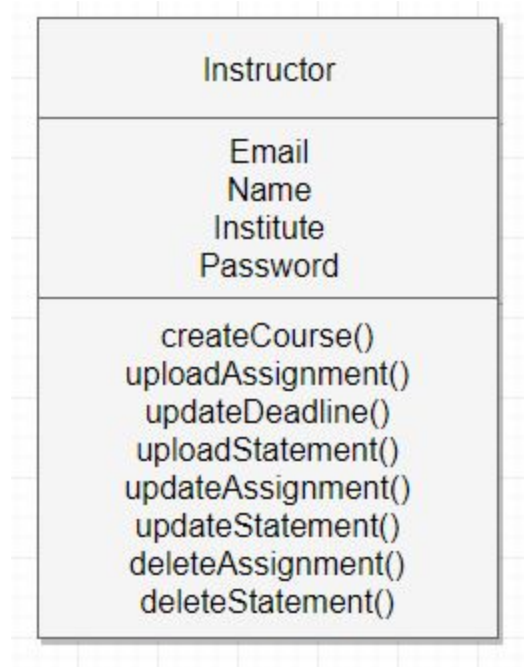 Instructor
Email
Name
Institute
Password
createCourse()
uploadAssignment()
updateDeadline()
uploadStatement()
updateAssignment()
updateStatement()
deleteAssignment()
deleteStatement()